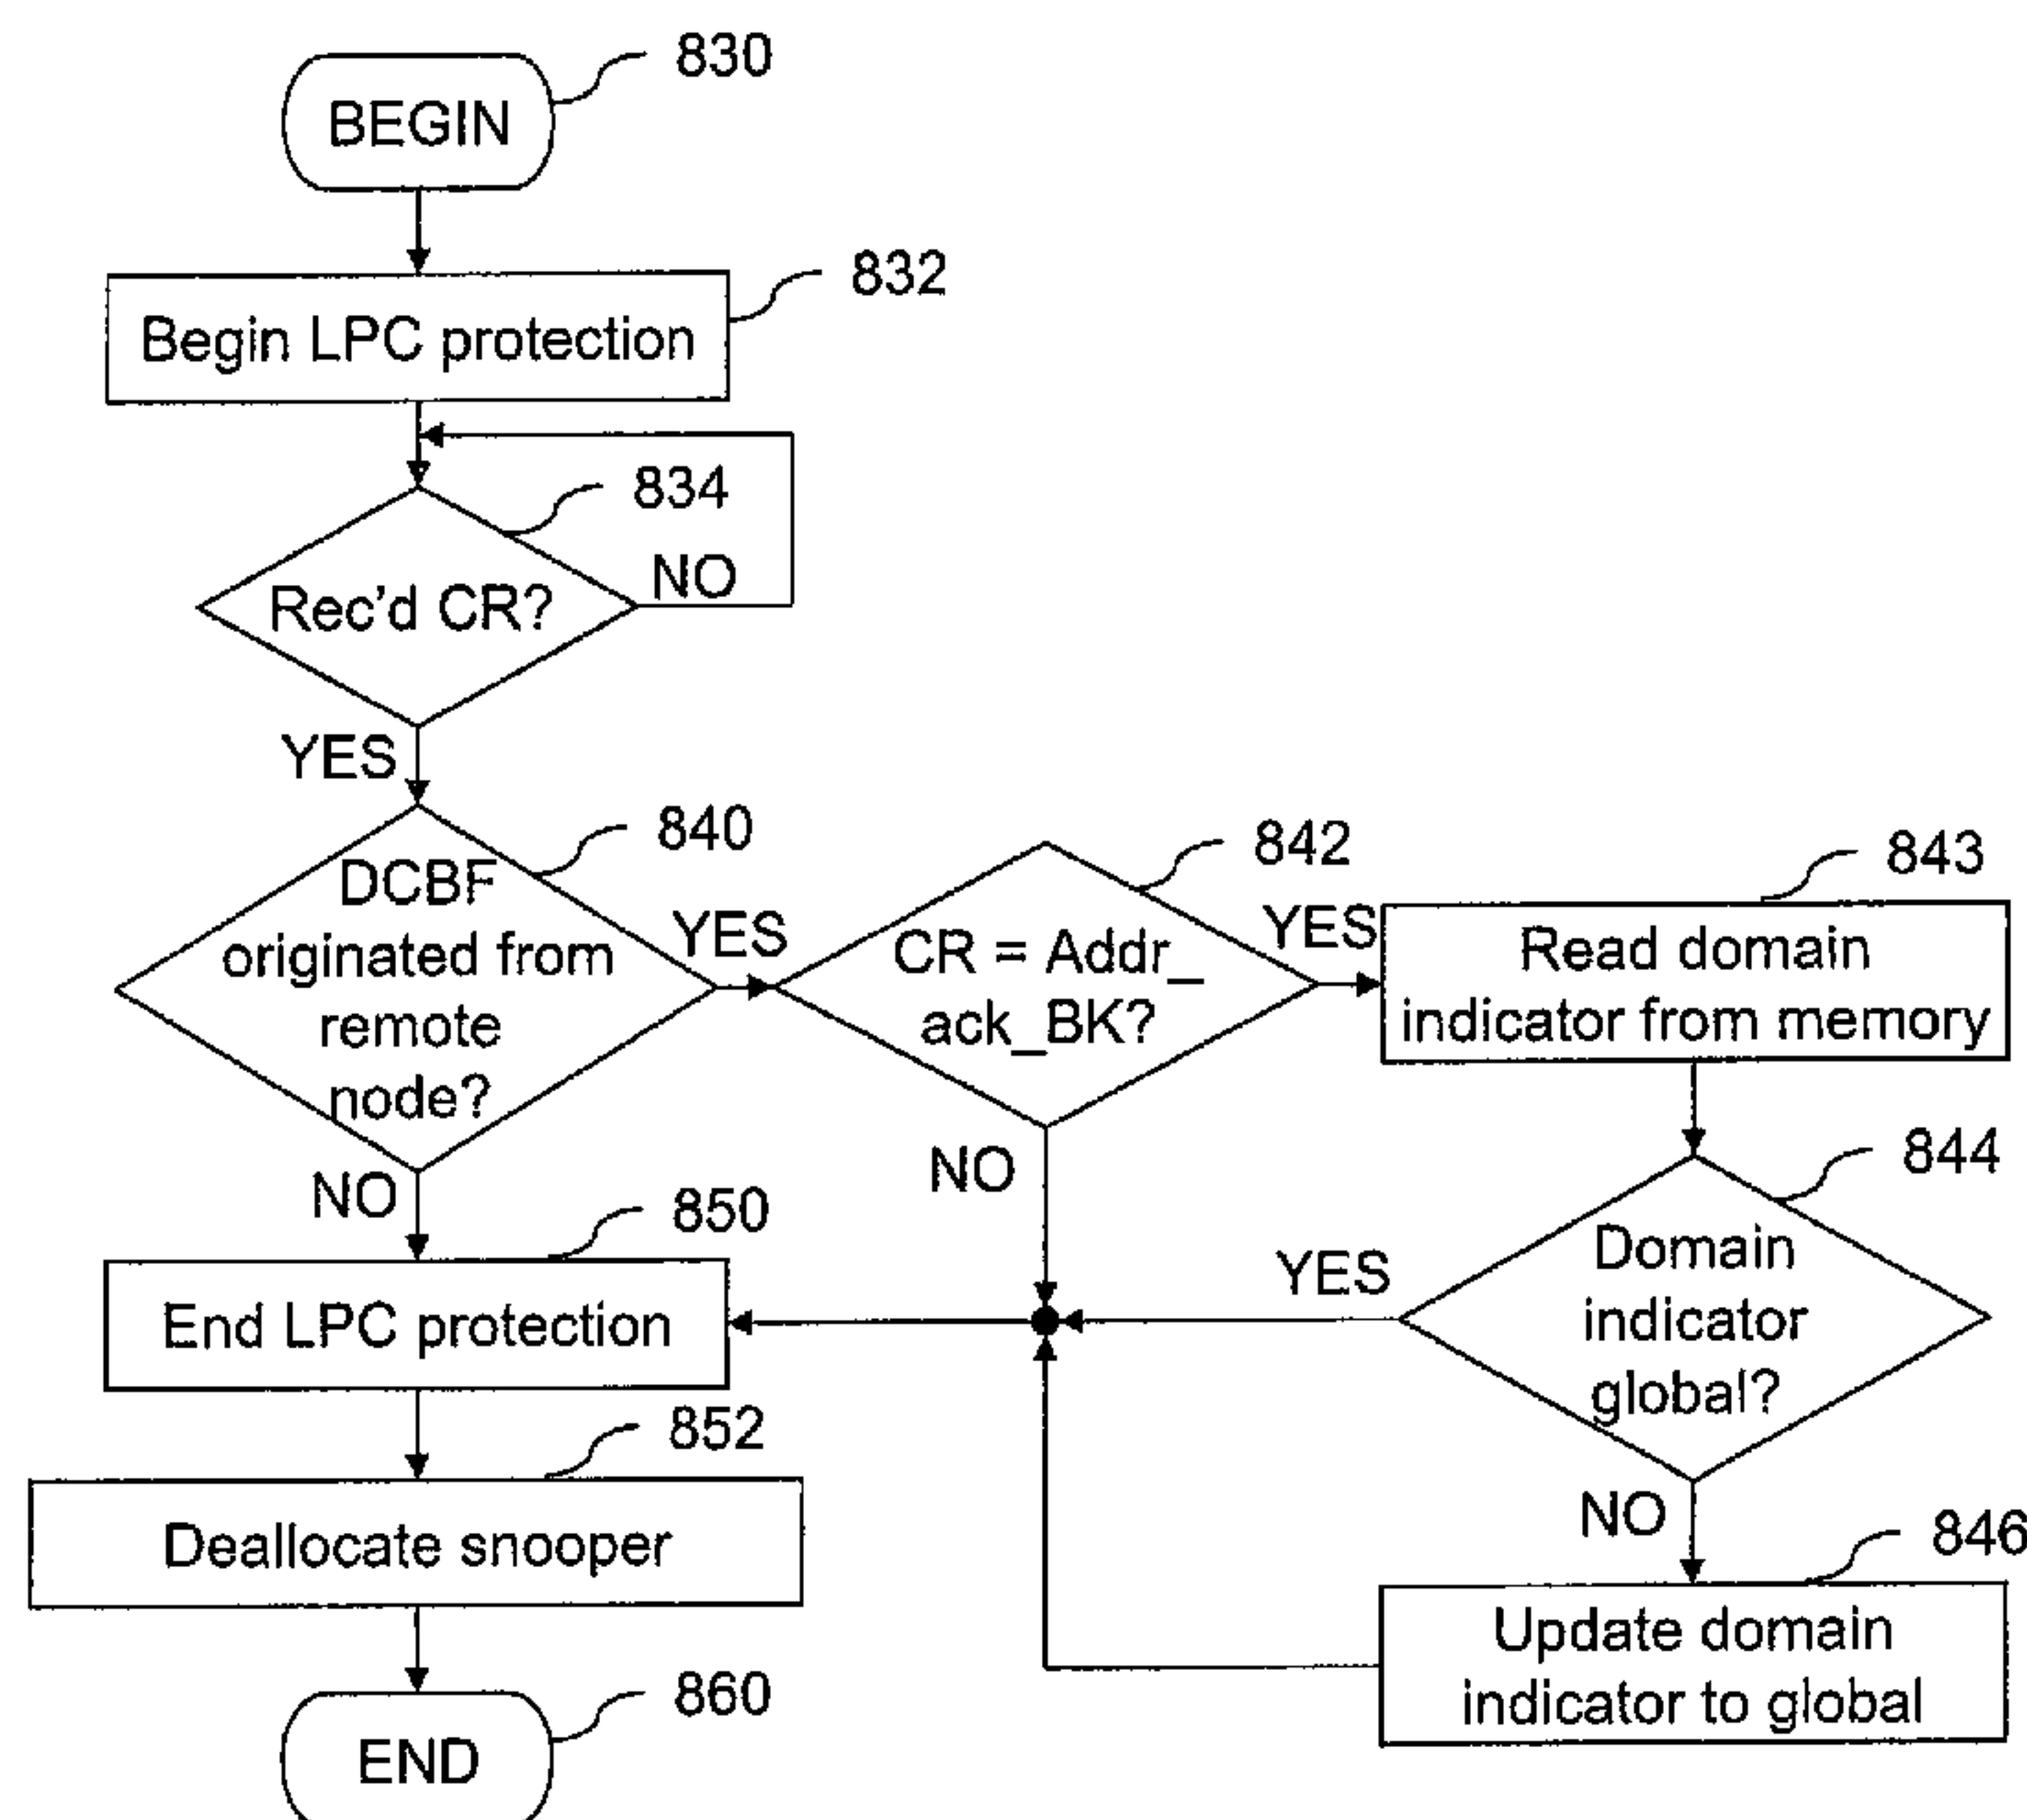 830
BEGIN
832
Begin LPC protection
834
NO
Rec'd CR?
YES
840
DCBF
originated from
remote
node?
YES
842
CR = Addr_
ack_BK?
YES
843
Read domain
indicator from memory
NO
NO
844
Domain
indicator
global?
YES
850
End LPC protection
852
Deallocate snooper
NO
846
Update domain
indicator to global
860
END